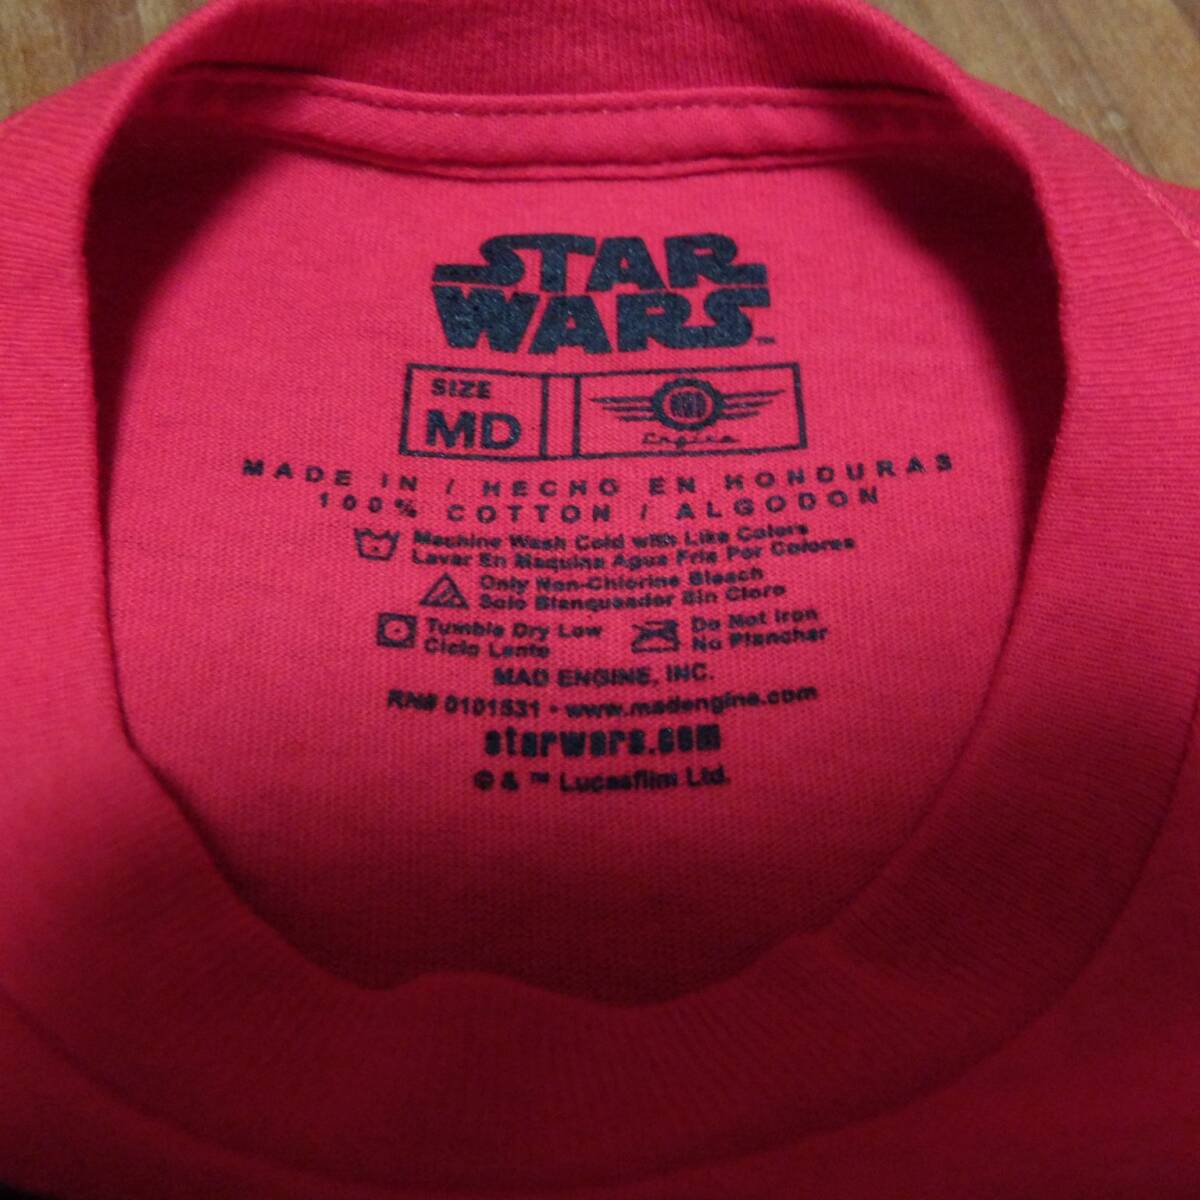 STAR
WARS™
SIZE
MD
MAD
Engine
MADE IN / HECHO EN HONDURAS
100% COTTON / ALGODON
Machine Wash Cold with Like Colors
Lavar En Maquina Agua Fria Por Colores
Only Non-Chlorine Bleach
Solo Blanqueador Sin Cloro
Tumble Dry Low
Ciclo Lento
Do Not Iron
No Planchar
MAD ENGINE, INC.
RN# 0101531 • www.madengine.com
starwars.com
© & ™ Lucasfilm Ltd.